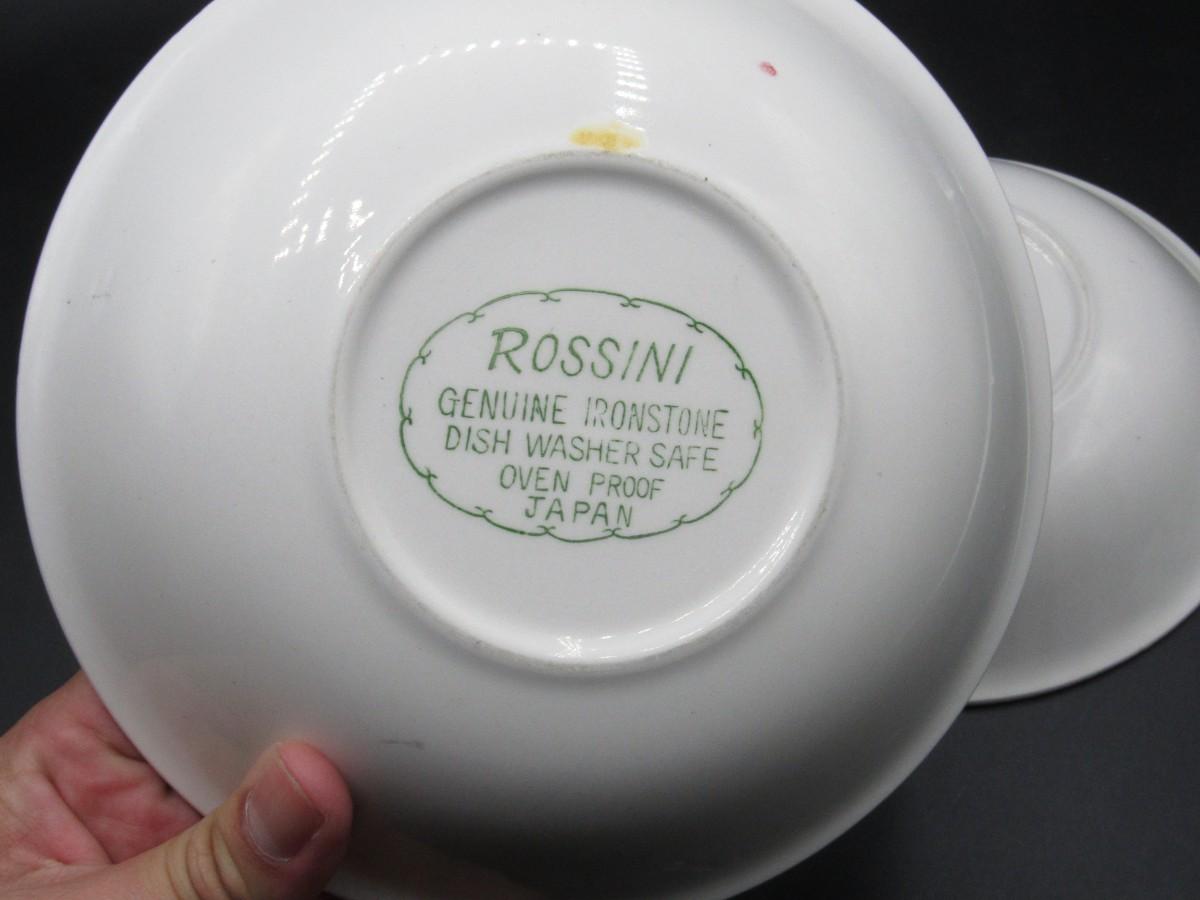 ROSSINI
GENUINE IRONSTONE
DISH WASHER SAFE
OVEN PROOF
JAPAN